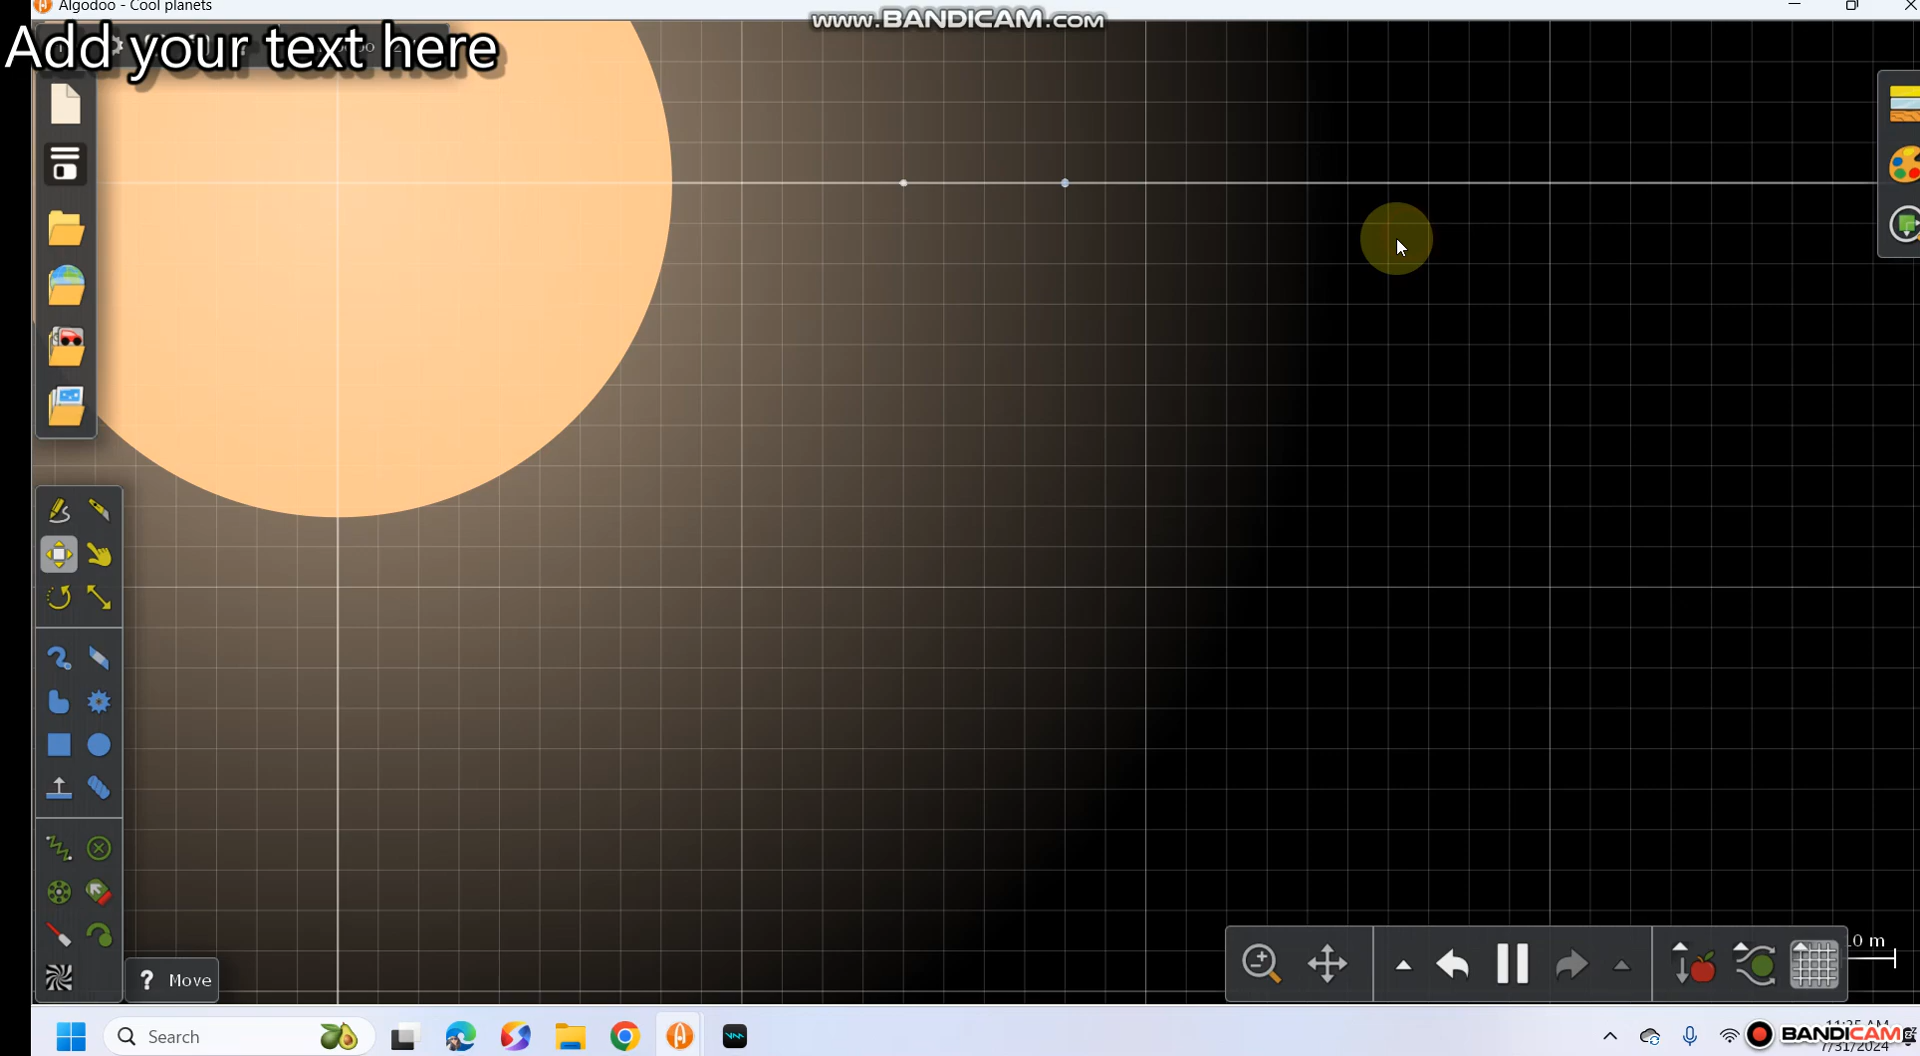 Algodoo - Cool planets
www.BANDICAM.com
Add your text here
? Move
0 m
Search
BANDICAM
7/31/2024